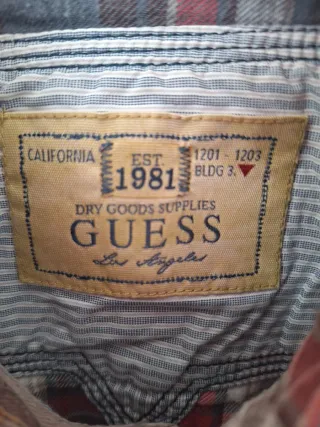 CALIFORNIA
EST.
1981
1201 - 1203
BLDG 3.
DRY GOODS SUPPLIES
GUESS
Los Angeles